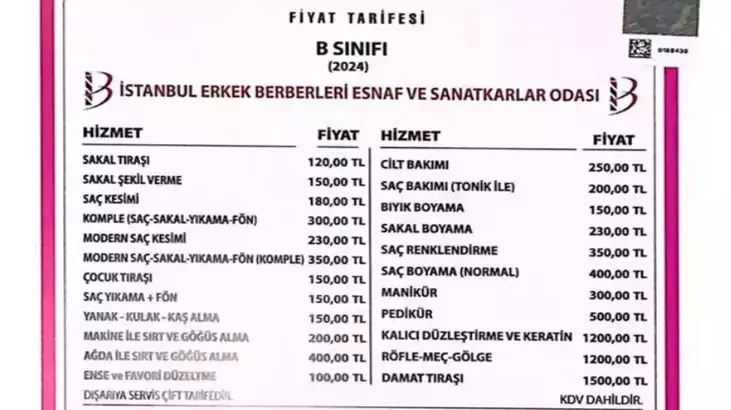 FİYAT TARİFESİ
B SINIFI
(2024)
İSTANBUL ERKEK BERBERLERİ ESNAF VE SANATKARLAR ODASI
HİZMET FİYAT
SAKAL TIRAŞI 120,00 TL
SAKAL ŞEKİL VERME 150,00 TL
SAÇ KESİMİ 180,00 TL
KOMPLE (SAÇ-SAKAL-YIKAMA-FÖN) 300,00 TL
MODERN SAÇ KESİMİ 230,00 TL
MODERN SAÇ-SAKAL-YIKAMA-FÖN (KOMPLE) 350,00 TL
ÇOCUK TIRAŞI 150,00 TL
SAÇ YIKAMA + FÖN 150,00 TL
YANAK - KULAK - KAŞ ALMA 150,00 TL
MAKİNE İLE SIRT VE GÖĞÜS ALMA 200,00 TL
AĞDA İLE SIRT VE GÖĞÜS ALMA 400,00 TL
ENSE ve FAVORİ DÜZELTME 100,00 TL
DIŞARIYA SERVİS ÇİFT TARİFEDİR.
HİZMET FİYAT
CİLT BAKIMI 250,00 TL
SAÇ BAKIMI (TONİK İLE) 200,00 TL
BIYIK BOYAMA 150,00 TL
SAKAL BOYAMA 230,00 TL
SAÇ RENKLENDİRME 350,00 TL
SAÇ BOYAMA (NORMAL) 400,00 TL
MANİKÜR 300,00 TL
PEDİKÜR 500,00 TL
KALICI DÜZLEŞTİRME VE KERATİN 1200,00 TL
RÖFLE-MEÇ-GÖLGE 1200,00 TL
DAMAT TIRAŞI 1500,00 TL
KDV DAHİLDİR.